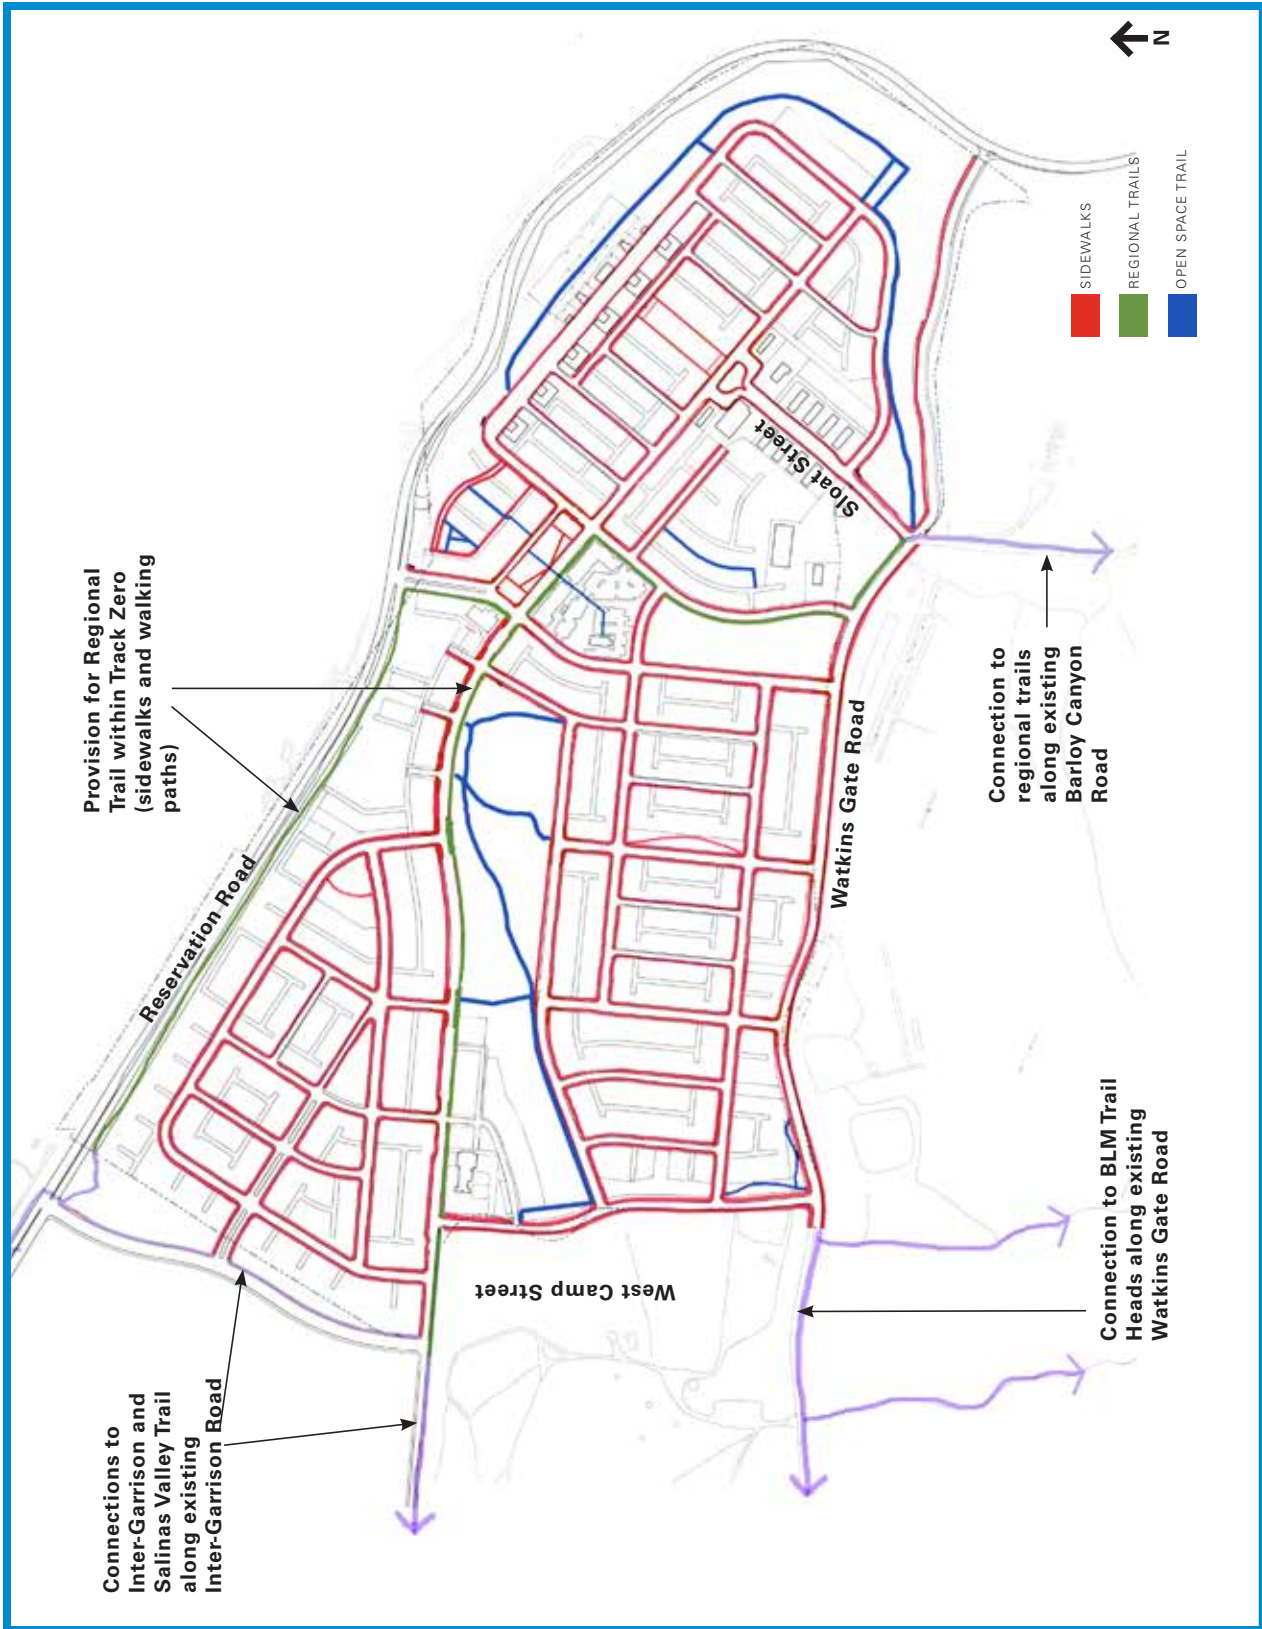 Connections to
Inter-Garrison and
Salinas Valley Trail
along existing
Inter-Garrison Road
Provision for Regional
Trail within Track Zero
(sidewalks and walking
paths)
Reservation Road
West Camp Street
Watkins Gate Road
Sloat Street
Connection to
regional trails
along existing
Barloy Canyon
Road
Connection to BLM Trail
Heads along existing
Watkins Gate Road
SIDEWALKS
REGIONAL TRAILS
OPEN SPACE TRAIL
N